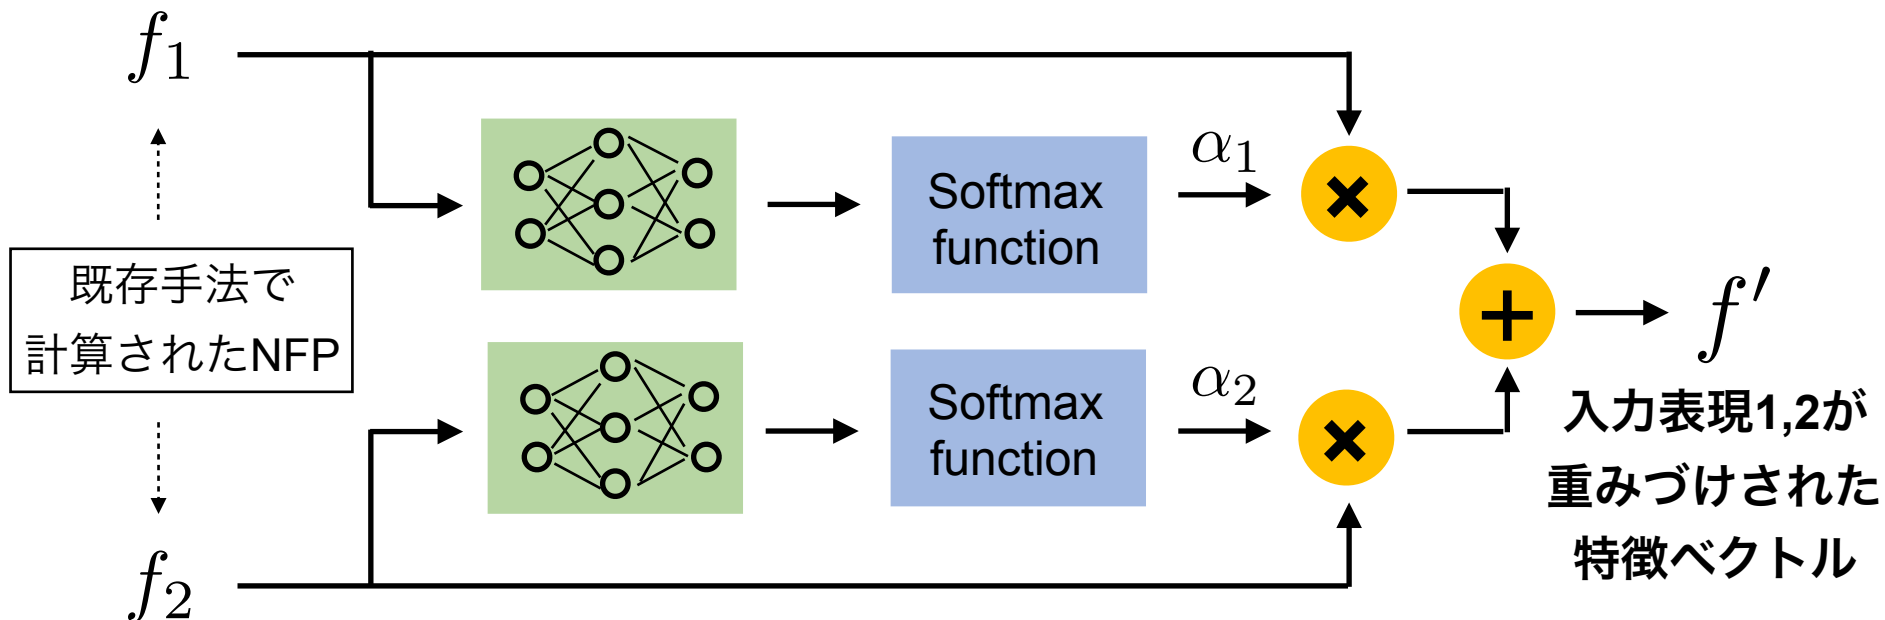 f₁
既存手法で
計算されたNFP
f₂
Softmax
function
α₁
×
Softmax
function
α₂
×
+
f′
入力表現1,2が
重みづけされた
特徴ベクトル